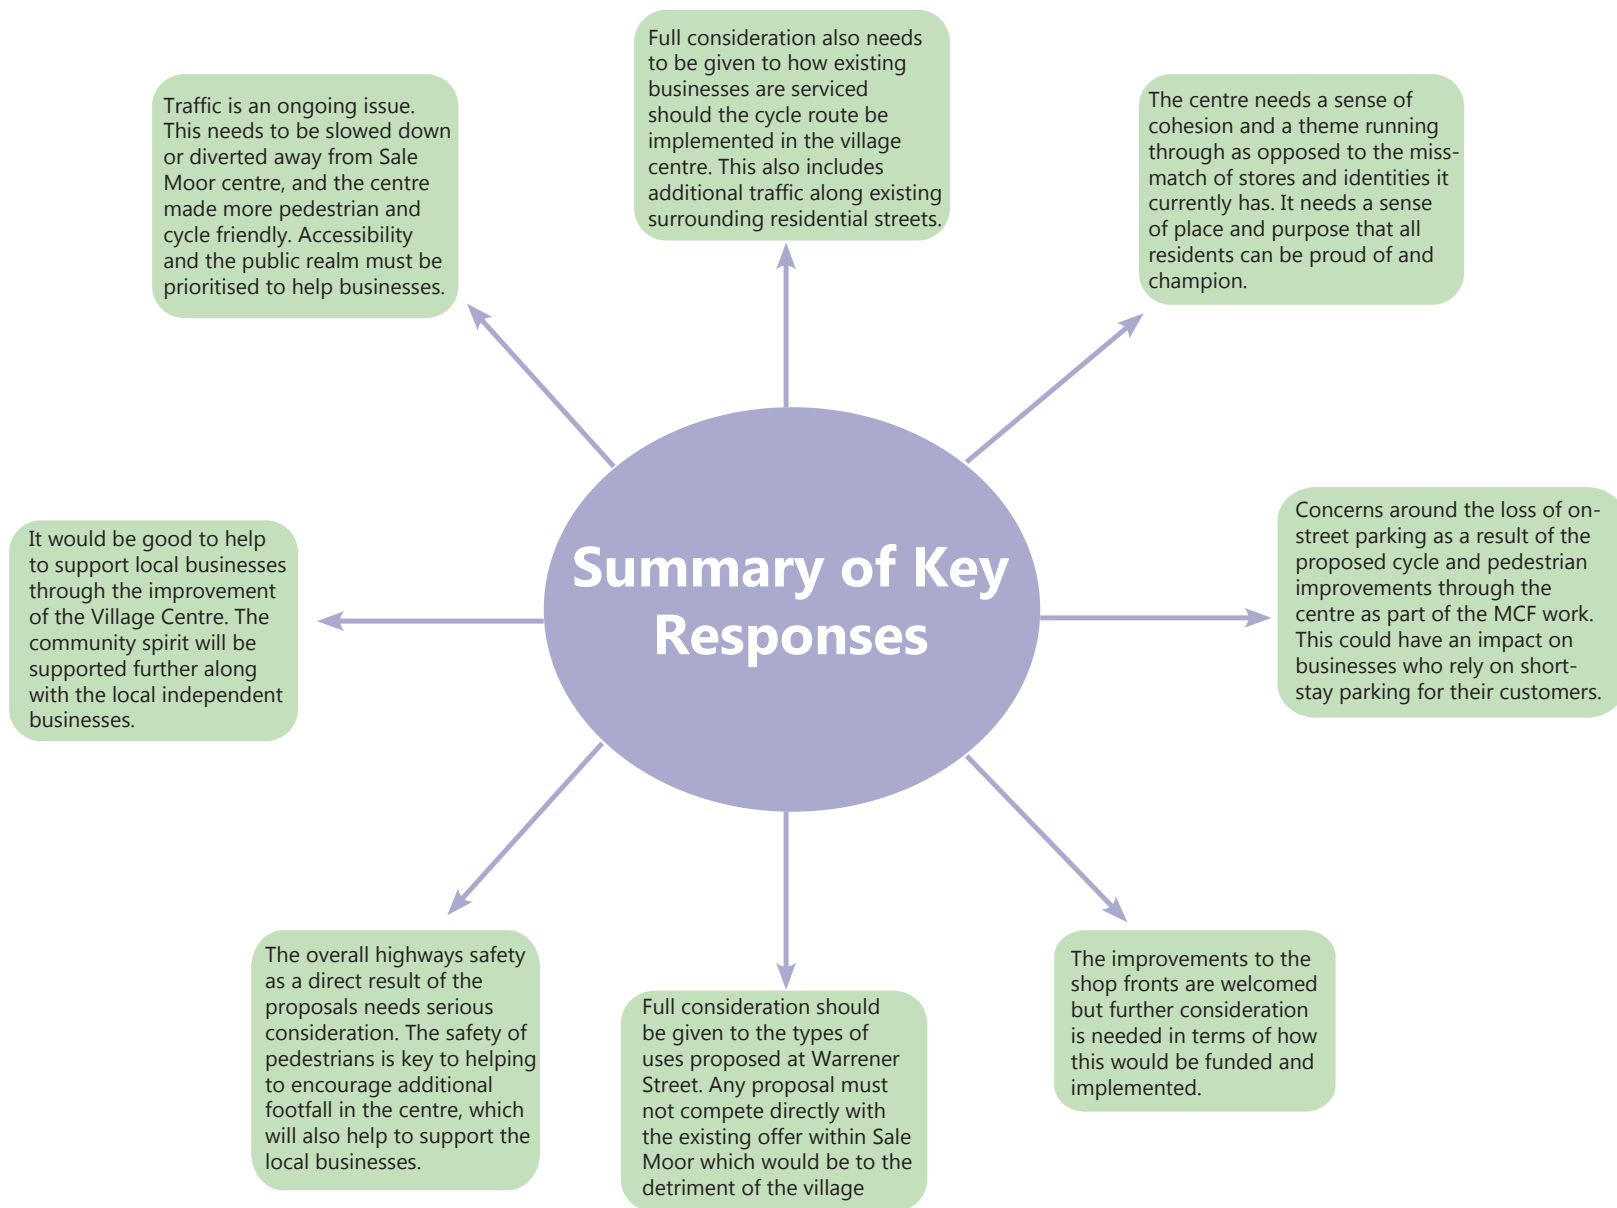 Full consideration also needs
to be given to how existing
businesses are serviced
should the cycle route be
implemented in the village
centre. This also includes
additional traffic along existing
surrounding residential streets.
Traffic is an ongoing issue.
This needs to be slowed down
or diverted away from Sale
Moor centre, and the centre
made more pedestrian and
cycle friendly. Accessibility
and the public realm must be
prioritised to help businesses.
The centre needs a sense of
cohesion and a theme running
through as opposed to the miss-
match of stores and identities it
currently has. It needs a sense
of place and purpose that all
residents can be proud of and
champion.
Summary of Key
Responses
It would be good to help
to support local businesses
through the improvement
of the Village Centre. The
community spirit will be
supported further along
with the local independent
businesses.
Concerns around the loss of on-
street parking as a result of the
proposed cycle and pedestrian
improvements through the
centre as part of the MCF work.
This could have an impact on
businesses who rely on short-
stay parking for their customers.
The overall highways safety
as a direct result of the
proposals needs serious
consideration. The safety of
pedestrians is key to helping
to encourage additional
footfall in the centre, which
will also help to support the
local businesses.
Full consideration should
be given to the types of
uses proposed at Warrener
Street. Any proposal must
not compete directly with
the existing offer within Sale
Moor which would be to the
detriment of the village
The improvements to the
shop fronts are welcomed
but further consideration
is needed in terms of how
this would be funded and
implemented.